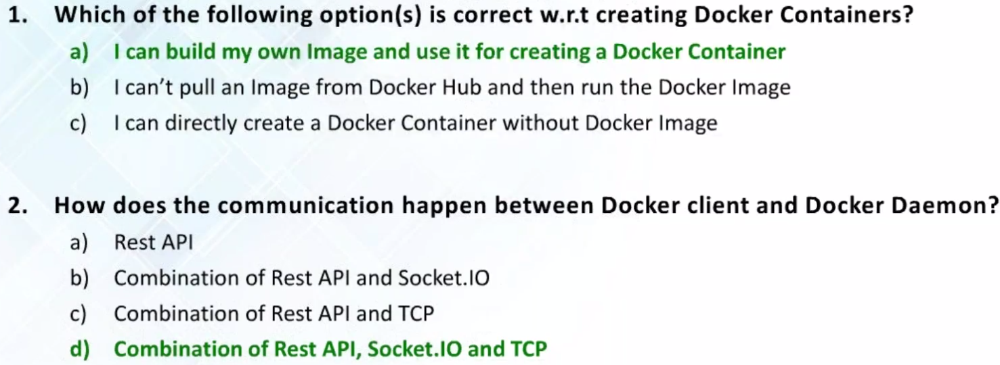 1. Which of the following option(s) is correct w.r.t creating Docker Containers?
a) I can build my own Image and use it for creating a Docker Container
b) I can't pull an Image from Docker Hub and then run the Docker Image
c) I can directly create a Docker Container without Docker Image
2. How does the communication happen between Docker client and Docker Daemon?
a) Rest API
b) Combination of Rest API and Socket.IO
c) Combination of Rest API and TCP
d) Combination of Rest API, Socket.IO and TCP